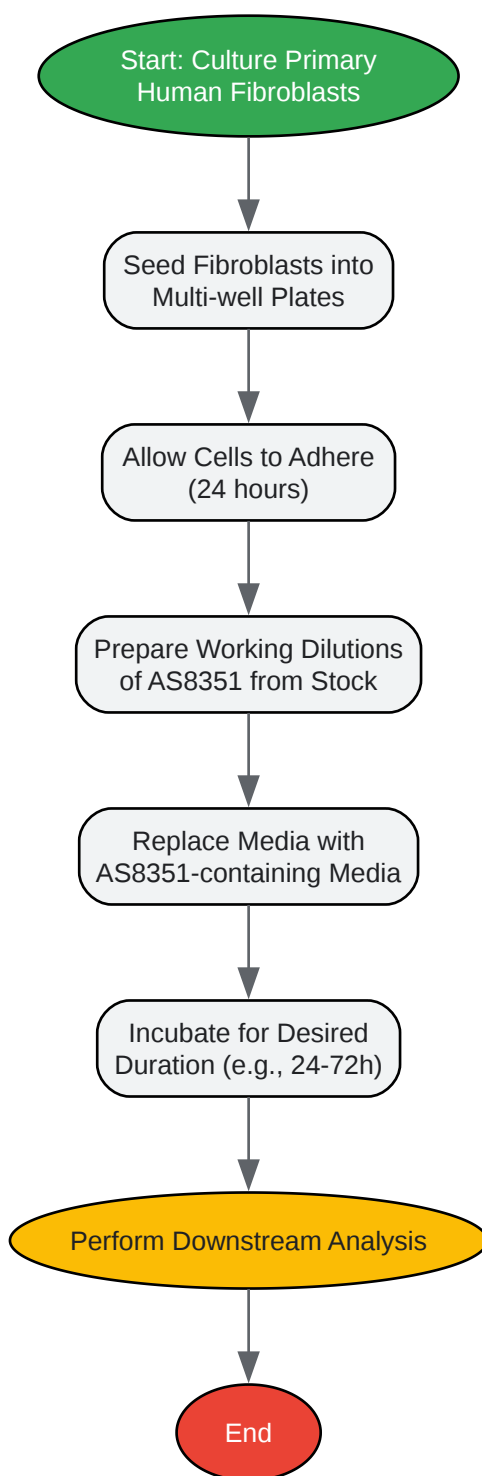 Start: Culture Primary
Human Fibroblasts
Seed Fibroblasts into
Multi-well Plates
Allow Cells to Adhere
(24 hours)
Prepare Working Dilutions
of AS8351 from Stock
Replace Media with
AS8351-containing Media
Incubate for Desired
Duration (e.g., 24-72h)
Perform Downstream Analysis
End